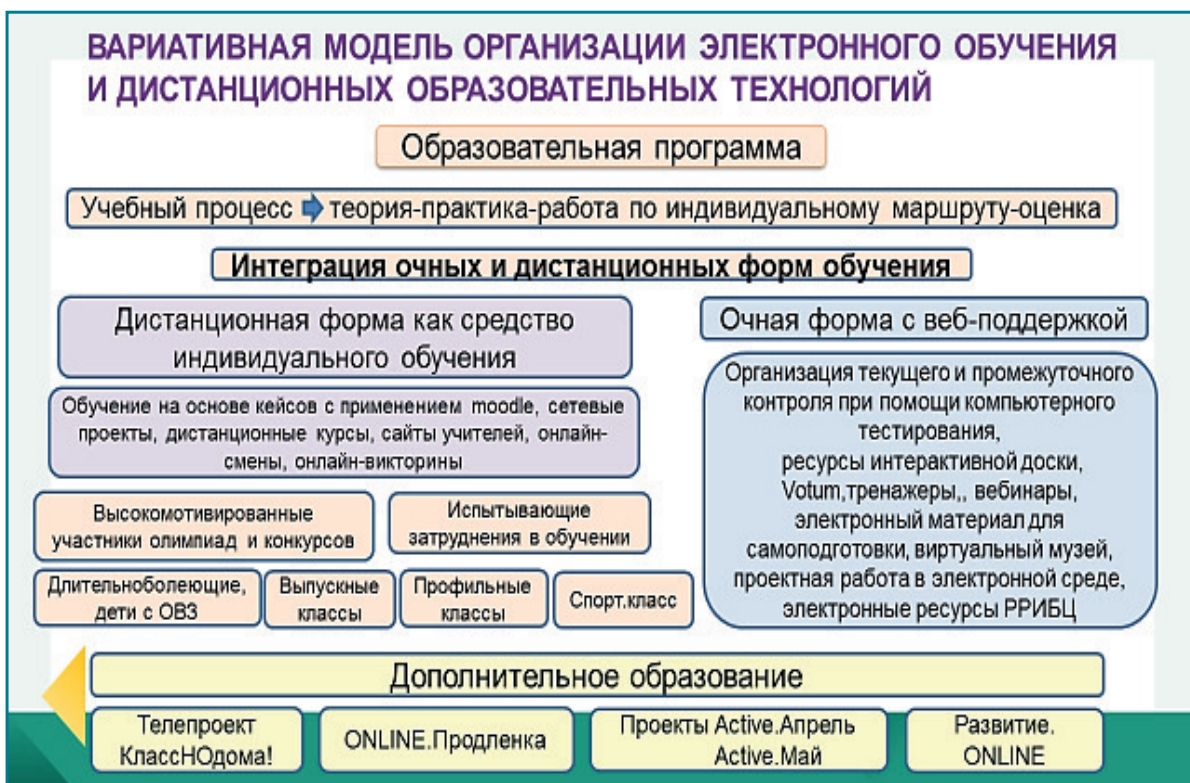 ВАРИАТИВНАЯ МОДЕЛЬ ОРГАНИЗАЦИИ ЭЛЕКТРОННОГО ОБУЧЕНИЯ
И ДИСТАНЦИОННЫХ ОБРАЗОВАТЕЛЬНЫХ ТЕХНОЛОГИЙ
Образовательная программа
Учебный процесс ➡ теория-практика-работа по индивидуальному маршруту-оценка
Интеграция очных и дистанционных форм обучения
Дистанционная форма как средство
индивидуального обучения
Обучение на основе кейсов с применением moodle, сетевые
проекты, дистанционные курсы, сайты учителей, онлайн-
смены, онлайн-викторины
Высокомотивированные
участники олимпиад и конкурсов
Испытывающие
затруднения в обучении
Длительноболеющие,
дети с ОВЗ
Выпускные
классы
Профильные
классы
Спорт.класс
Очная форма с веб-поддержкой
Организация текущего и промежуточного
контроля при помощи компьютерного
тестирования,
ресурсы интерактивной доски,
Votum,тренажеры,, вебинары,
электронный материал для
самоподготовки, виртуальный музей,
проектная работа в электронной среде,
электронные ресурсы РРИБЦ
Дополнительное образование
Телепроект
КлассНОдома!
ONLINE.Продленка
Проекты Active.Апрель
Active.Май
Развитие.
ONLINE